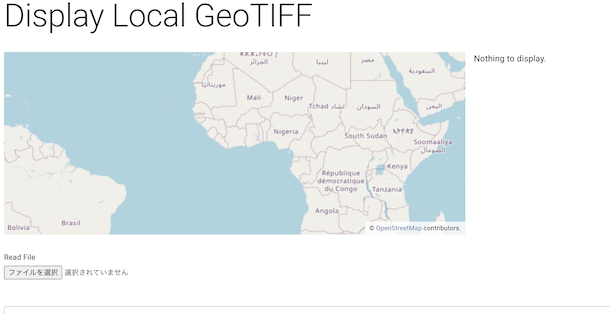 Display Local GeoTIFF
Nothing to display.
الجزائر
ليبيا
مصر
السعودية
موريتانيا
Mali
Niger
Tchad تشاد
السودان
اليمن
Nigeria
South Sudan
Soomaaliya
الصومال
Kenya
République
démocratique
du Congo
Tanzania
Angola
Bolivia
Brasil
© OpenStreetMap contributors.
Read File
ファイルを選択 選択されていません